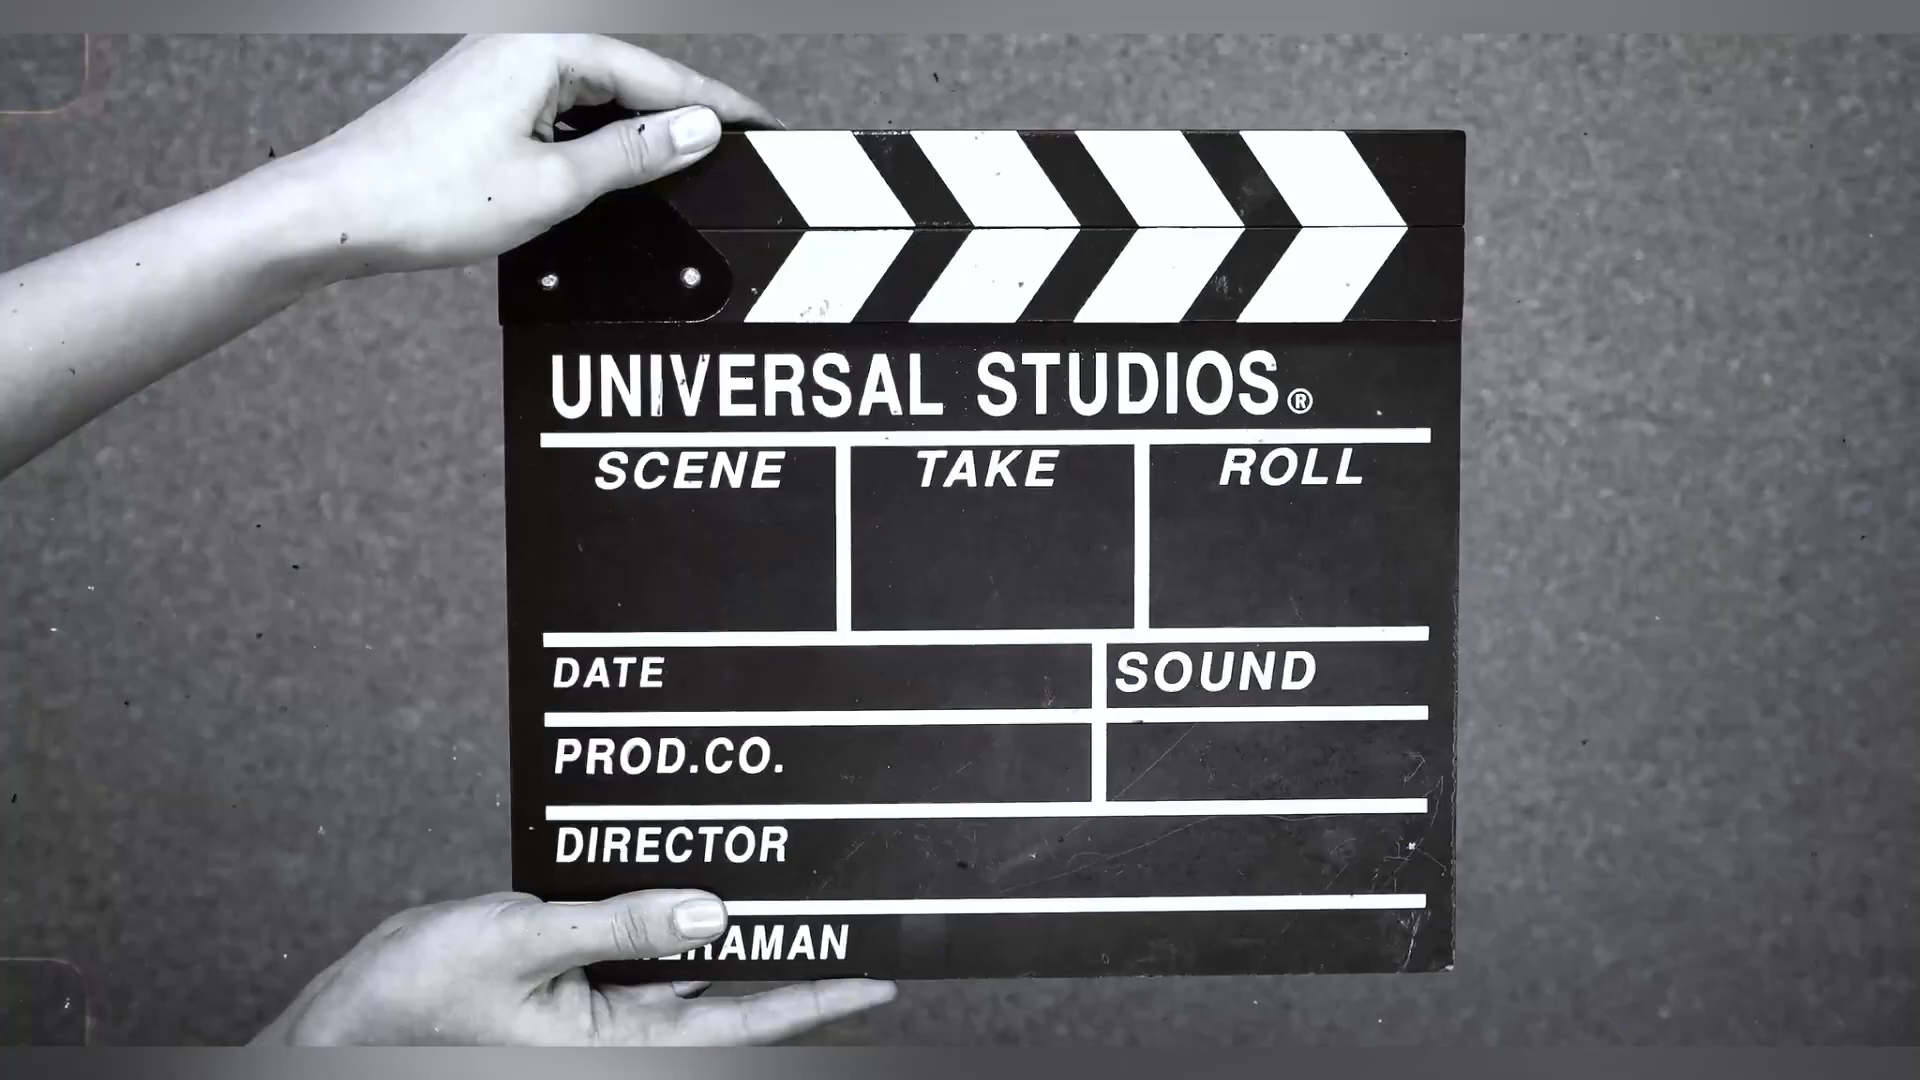 UNIVERSAL STUDIOS®
SCENE TAKE ROLL
DATE SOUND
PROD.CO.
DIRECTOR